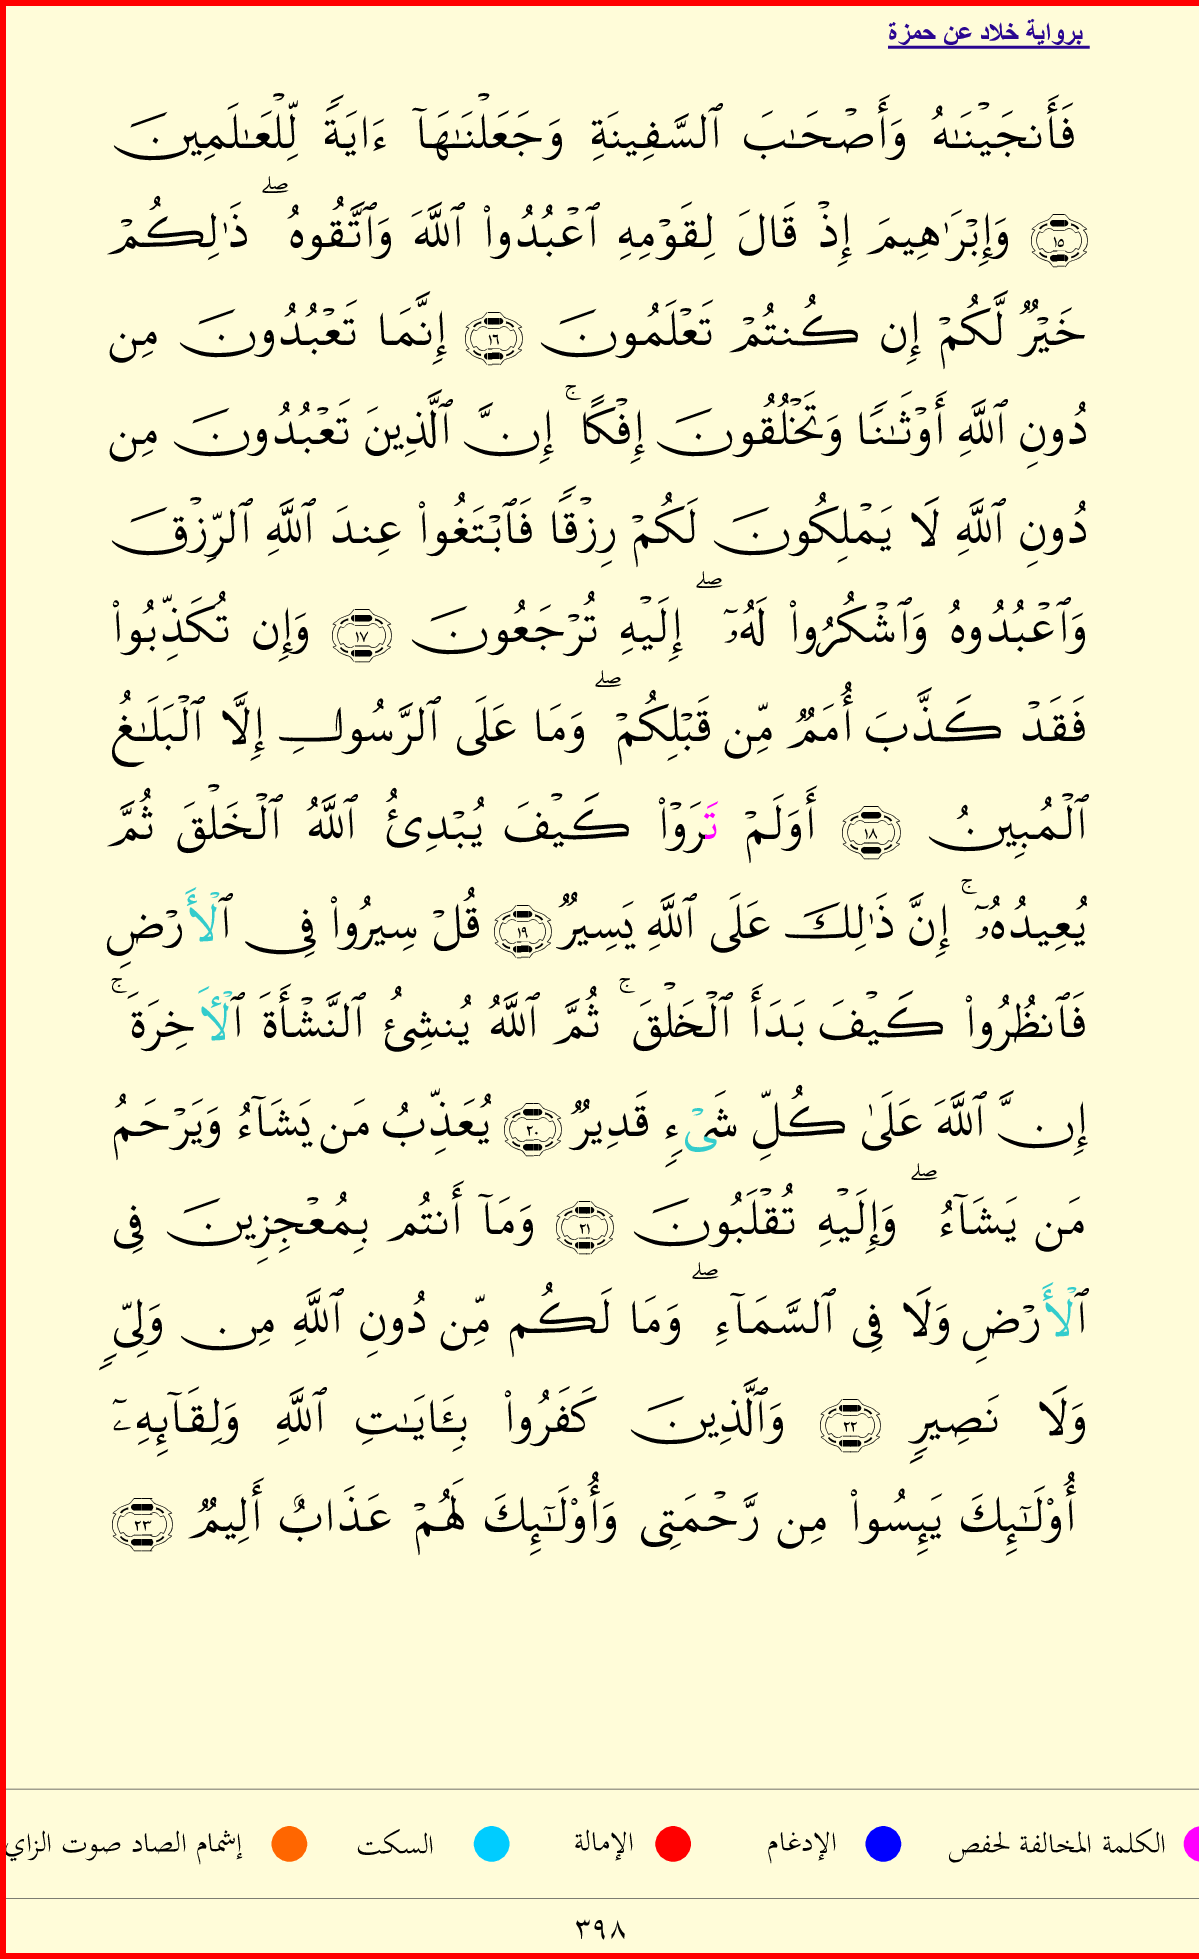 برواية خلاد عن حمزة
فَأَنجَيْنَـٰهُ وَأَصْحَـٰبَ ٱلسَّفِينَةِ وَجَعَلْنَـٰهَآ ءَايَةً لِّلْعَـٰلَمِينَ
١٥ وَإِبْرَٰهِيمَ إِذْ قَالَ لِقَوْمِهِ ٱعْبُدُوا۟ ٱللَّهَ وَٱتَّقُوهُ ۖ ذَٰلِكُمْ
خَيْرٌ لَّكُمْ إِن كُنتُمْ تَعْلَمُونَ ١٦ إِنَّمَا تَعْبُدُونَ مِن
دُونِ ٱللَّهِ أَوْثَـٰنًا وَتَخْلُقُونَ إِفْكًا ۚ إِنَّ ٱلَّذِينَ تَعْبُدُونَ مِن
دُونِ ٱللَّهِ لَا يَمْلِكُونَ لَكُمْ رِزْقًا فَٱبْتَغُوا۟ عِندَ ٱللَّهِ ٱلرِّزْقَ
وَٱعْبُدُوهُ وَٱشْكُرُوا۟ لَهُۥٓ ۖ إِلَيْهِ تُرْجَعُونَ ١٧ وَإِن تُكَذِّبُوا۟
فَقَدْ كَذَّبَ أُمَمٌ مِّن قَبْلِكُمْ ۖ وَمَا عَلَى ٱلرَّسُولِ إِلَّا ٱلْبَلَـٰغُ
ٱلْمُبِينُ ١٨ أَوَلَمْ تَرَوْا۟ كَيْفَ يُبْدِئُ ٱللَّهُ ٱلْخَلْقَ ثُمَّ
يُعِيدُهُۥٓ ۚ إِنَّ ذَٰلِكَ عَلَى ٱللَّهِ يَسِيرٌ ١٩ قُلْ سِيرُوا۟ فِى ٱلْأَرْضِ
فَٱنظُرُوا۟ كَيْفَ بَدَأَ ٱلْخَلْقَ ۚ ثُمَّ ٱللَّهُ يُنشِئُ ٱلنَّشْأَةَ ٱلْـَٔاخِرَةَ ۚ
إِنَّ ٱللَّهَ عَلَىٰ كُلِّ شَىْءٍ قَدِيرٌ ٢٠ يُعَذِّبُ مَن يَشَآءُ وَيَرْحَمُ
مَن يَشَآءُ ۖ وَإِلَيْهِ تُقْلَبُونَ ٢١ وَمَآ أَنتُم بِمُعْجِزِينَ فِى
ٱلْأَرْضِ وَلَا فِى ٱلسَّمَآءِ ۖ وَمَا لَكُم مِّن دُونِ ٱللَّهِ مِن وَلِىٍّ
وَلَا نَصِيرٍ ٢٢ وَٱلَّذِينَ كَفَرُوا۟ بِـَٔايَـٰتِ ٱللَّهِ وَلِقَآئِهِۦٓ
أُو۟لَـٰٓئِكَ يَئِسُوا۟ مِن رَّحْمَتِى وَأُو۟لَـٰٓئِكَ لَهُمْ عَذَابٌ أَلِيمٌ ٢٣
الكلمة المخالفة لحفص الإدغام الإمالة السكت إشمام الصاد صوت الزاي
٣٩٨